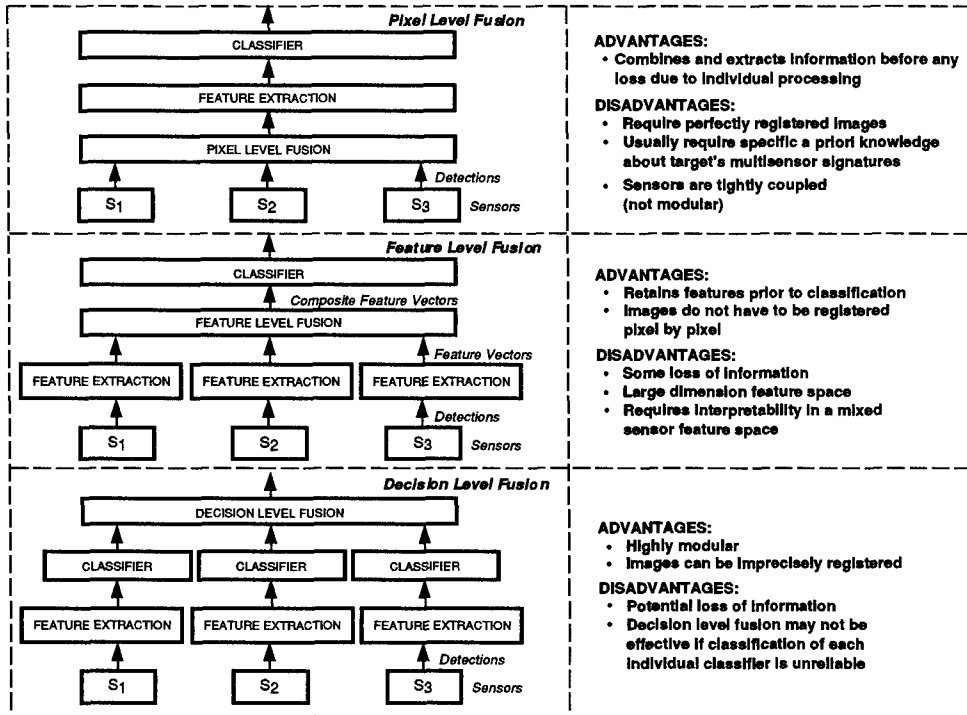 Pixel Level Fusion
CLASSIFIER
FEATURE EXTRACTION
PIXEL LEVEL FUSION
Detections
S1 S2 S3 Sensors
ADVANTAGES:
• Combines and extracts information before any
loss due to individual processing
DISADVANTAGES:
• Require perfectly registered images
• Usually require specific a priori knowledge
about target's multisensor signatures
• Sensors are tightly coupled
(not modular)
Feature Level Fusion
CLASSIFIER
Composite Feature Vectors
FEATURE LEVEL FUSION
Feature Vectors
FEATURE EXTRACTION FEATURE EXTRACTION FEATURE EXTRACTION
Detections
S1 S2 S3 Sensors
ADVANTAGES:
• Retains features prior to classification
• Images do not have to be registered
pixel by pixel
DISADVANTAGES:
• Some loss of information
• Large dimension feature space
• Requires interpretability in a mixed
sensor feature space
Decision Level Fusion
DECISION LEVEL FUSION
CLASSIFIER CLASSIFIER CLASSIFIER
FEATURE EXTRACTION FEATURE EXTRACTION FEATURE EXTRACTION
Detections
S1 S2 S3 Sensors
ADVANTAGES:
• Highly modular
• Images can be imprecisely registered
DISADVANTAGES:
• Potential loss of information
• Decision level fusion may not be
effective if classification of each
individual classifier is unreliable